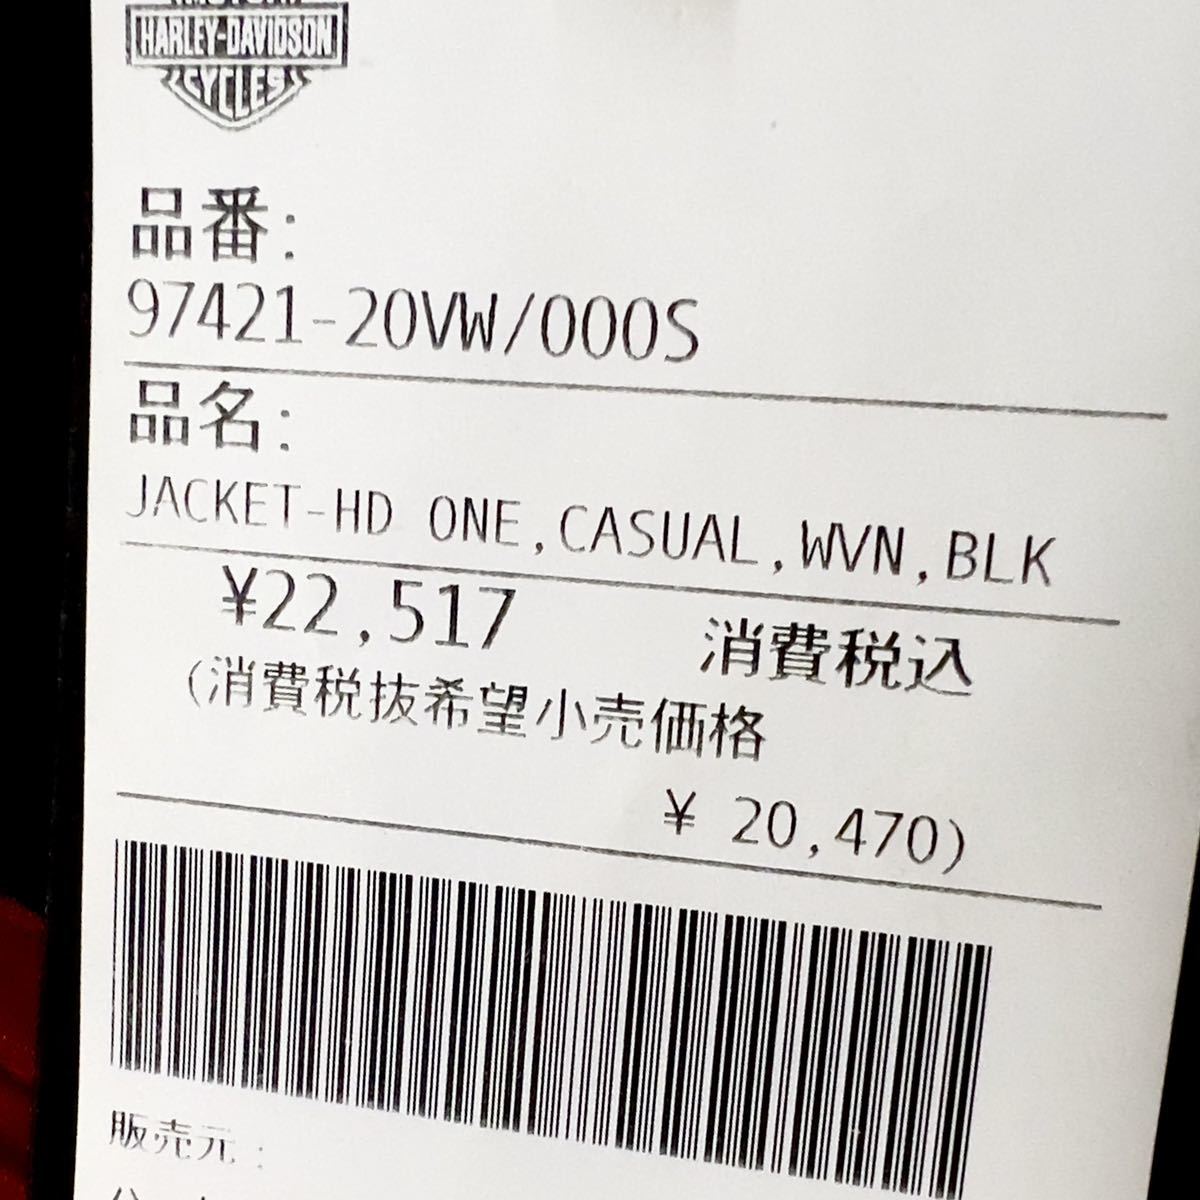 HARLEY-DAVIDSON
CYCLES
品番:
97421-20VW/000S
品名:
JACKET-HD ONE,CASUAL,WVN,BLK
¥22,517 消費税込
(消費税抜希望小売価格
¥ 20,470)
販売元: